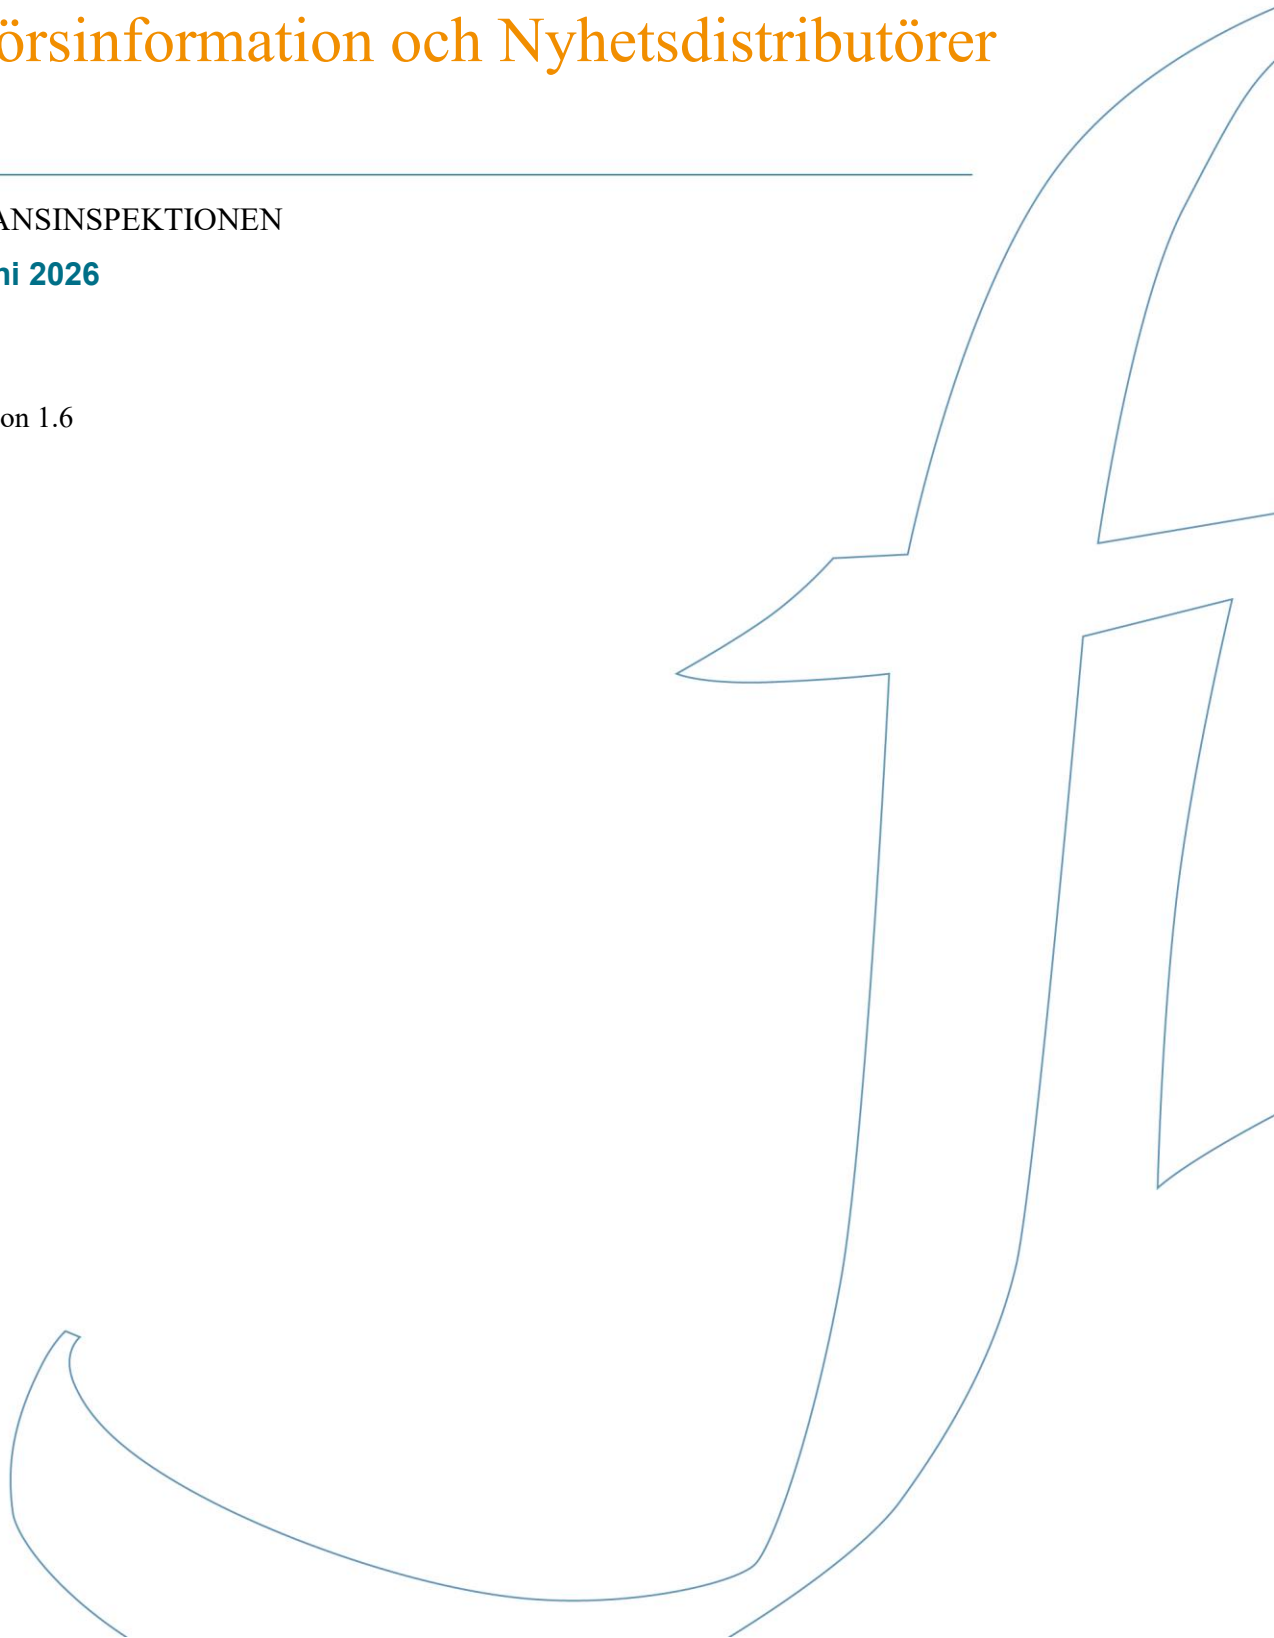 örsinformation och Nyhetsdistributörer
ANSINSPEKTIONEN
ni 2026
on 1.6